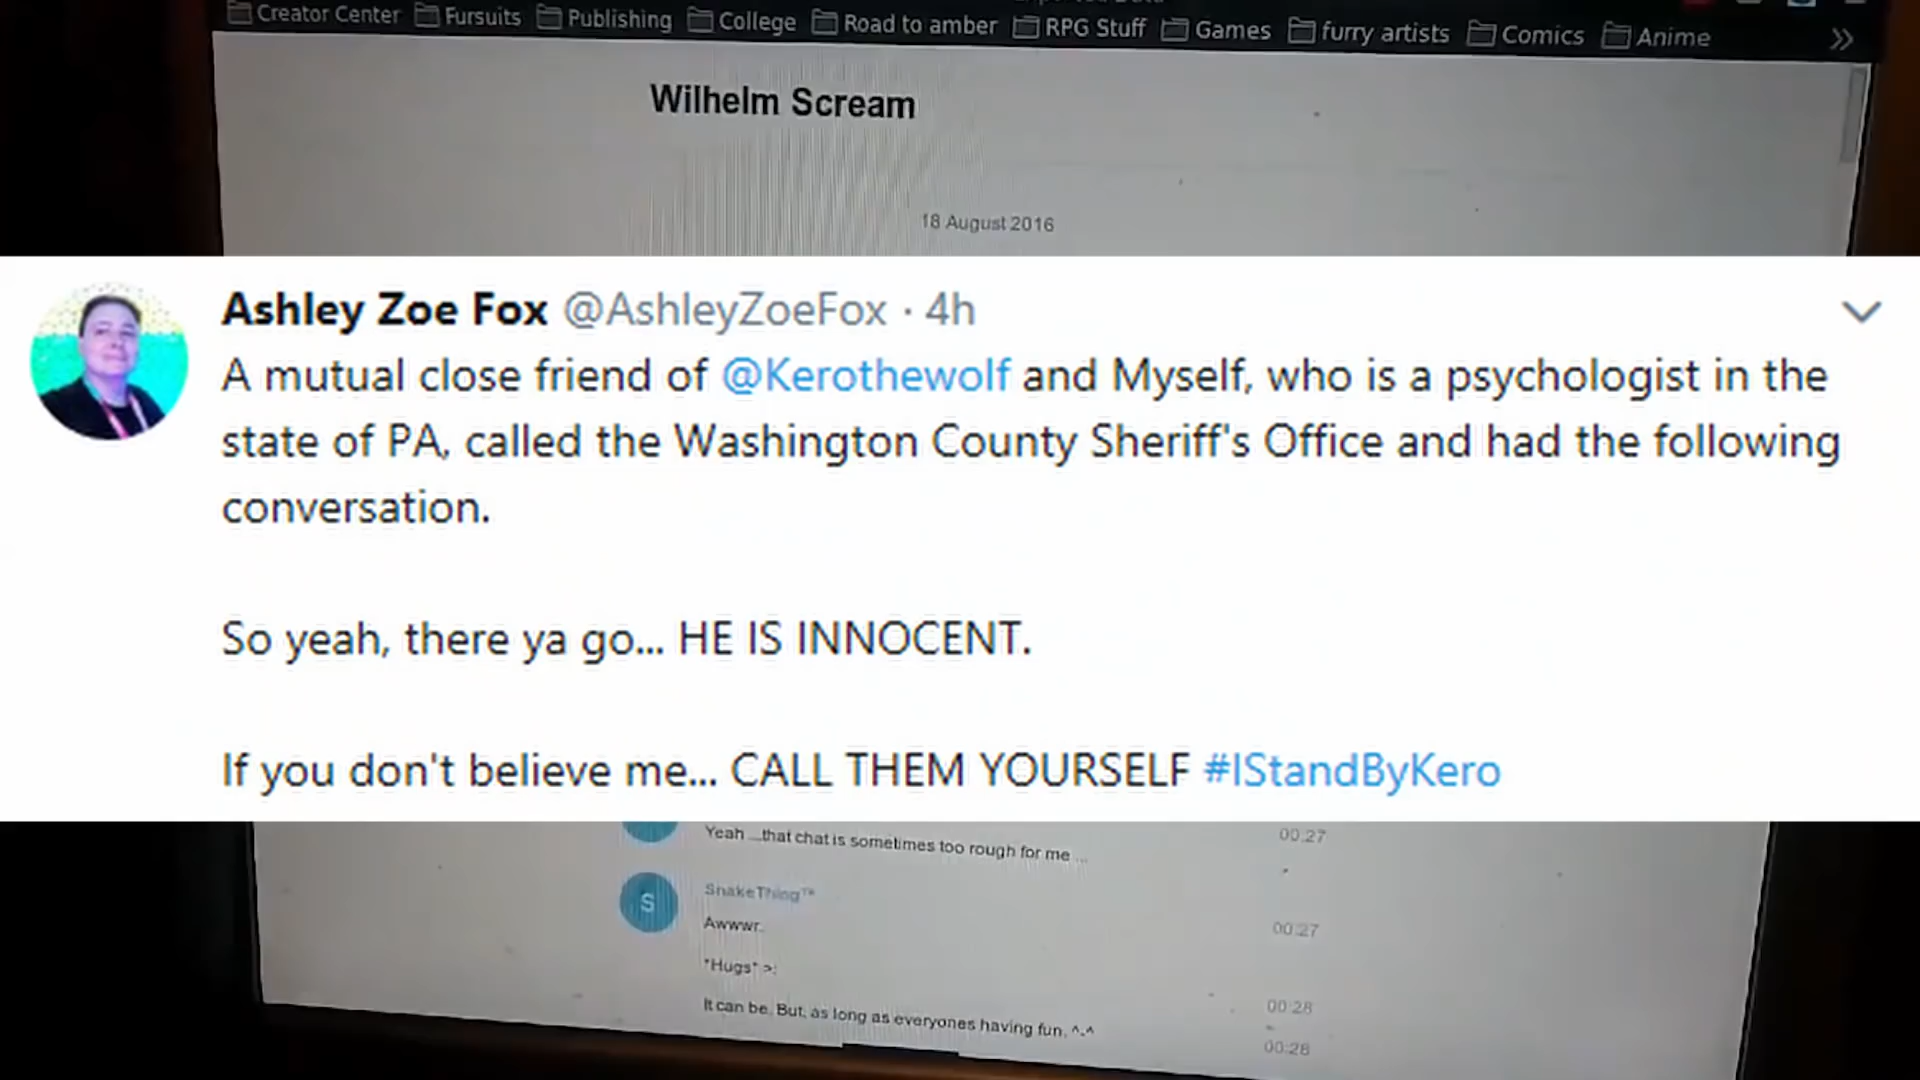 Creator Center Fursuits Publishing College Road to amber RPG Stuff Games furry artists Comics Anime
Wilhelm Scream
18 August 2016
Ashley Zoe Fox @AshleyZoeFox · 4h
A mutual close friend of @Kerothewolf and Myself, who is a psychologist in the
state of PA, called the Washington County Sheriff's Office and had the following
conversation.
So yeah, there ya go... HE IS INNOCENT.
If you don't believe me... CALL THEM YOURSELF #IStandByKero
Yeah ...that chat is sometimes too rough for me ... 00:27
S SnakeThing™
Awwwr. 00:27
*Hugs* >:
It can be. But, as long as everyones having fun, ^-^ 00:28
00:28